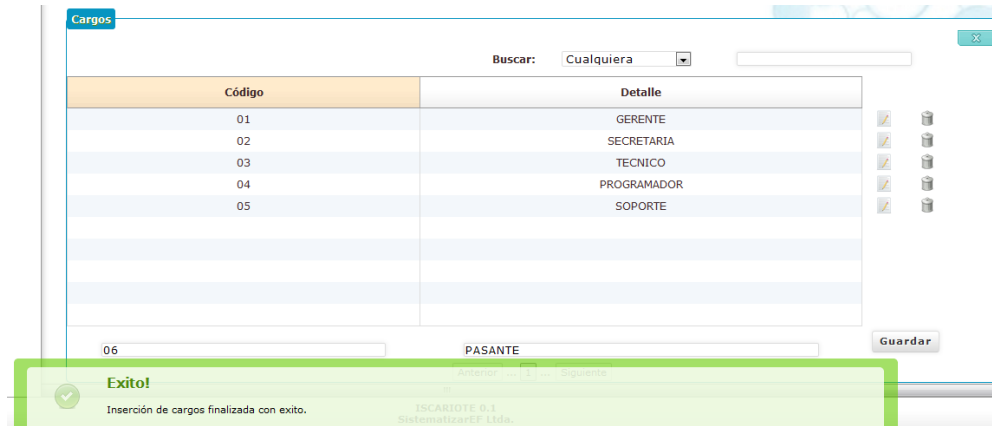 Cargos
X
Buscar: Cualquiera
Código Detalle
01 GERENTE
02 SECRETARIA
03 TECNICO
04 PROGRAMADOR
05 SOPORTE
06 PASANTE Guardar
Anterior ... 1 ... Siguiente
Exito!
Inserción de cargos finalizada con exito.
ISCARIOTE 0.1
SistematizarEF Ltda.